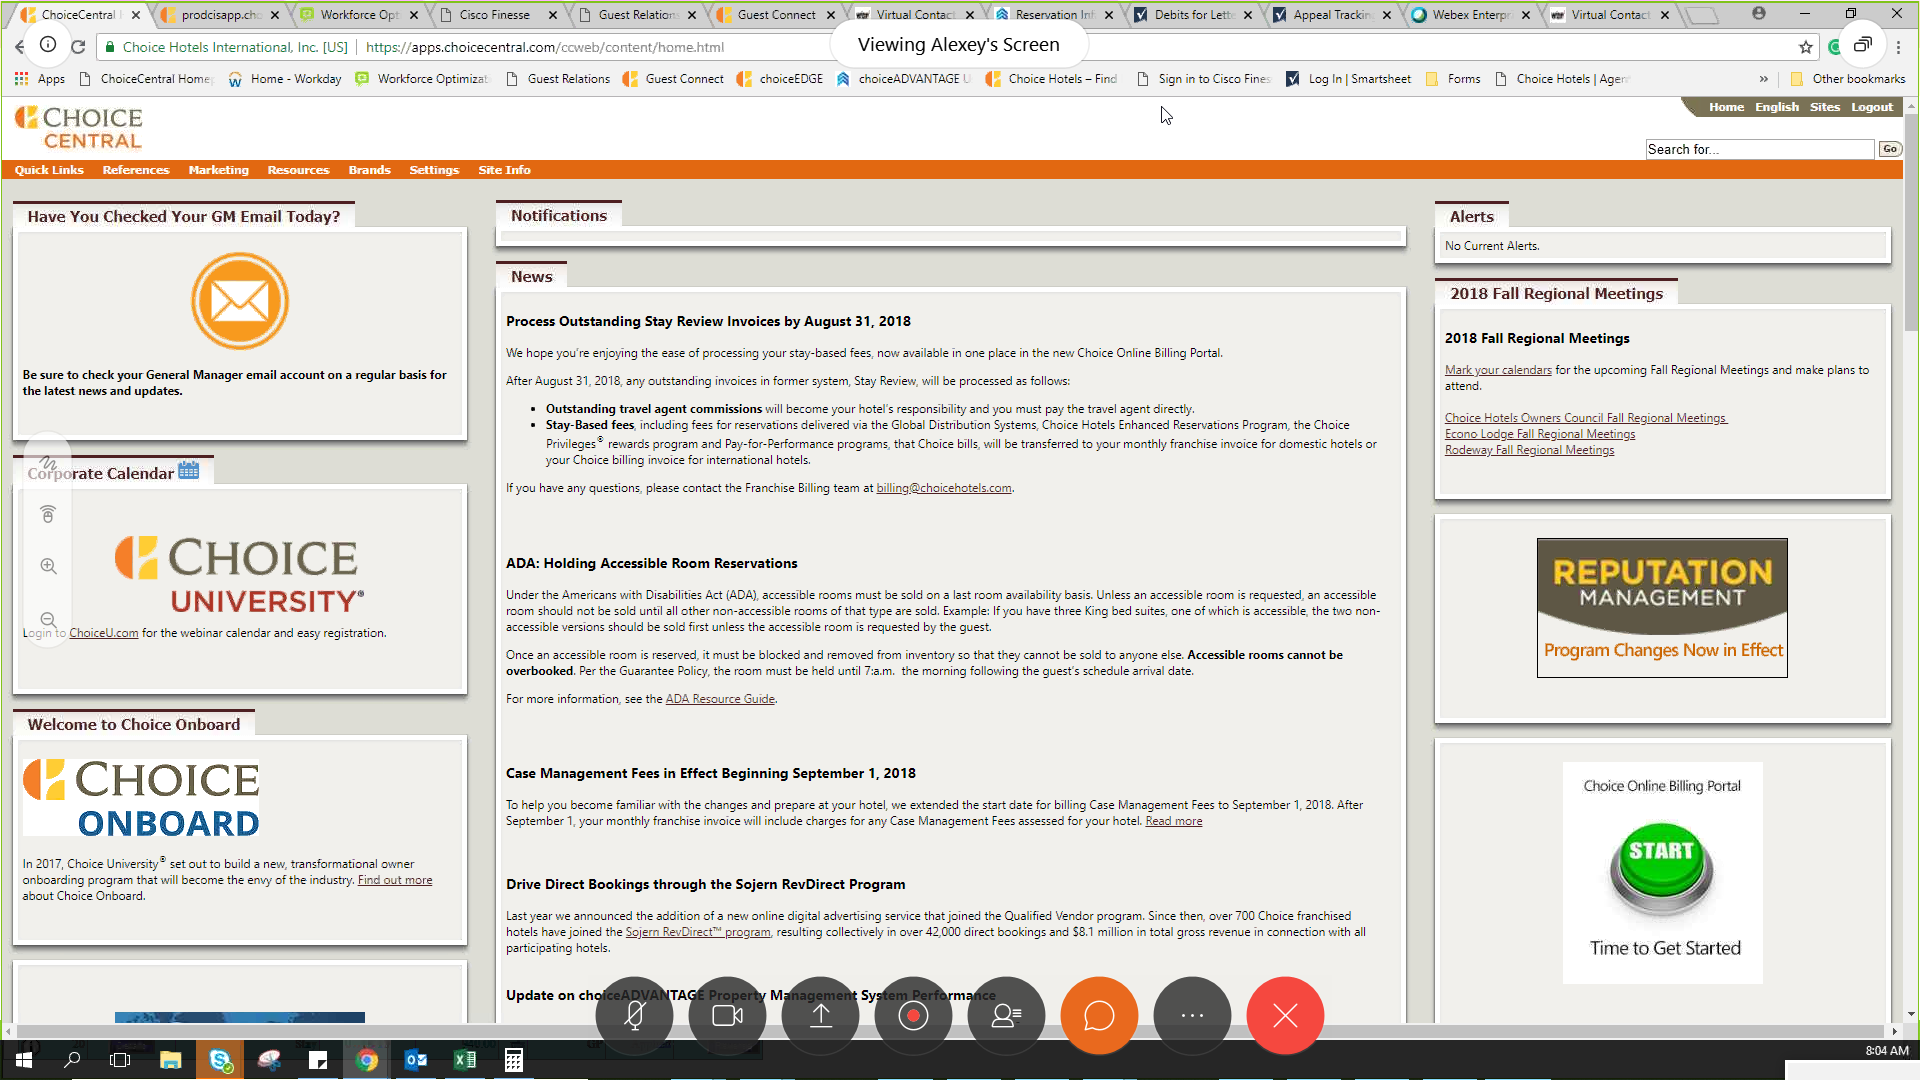 ChoiceCentral
prodcisapp.cho
Workforce Opt
Cisco Finesse
Guest Relations
Guest Connect
Virtual Contac
Reservation Inf
Debits for Lette
Appeal Trackin
Webex Enterpr
Virtual Contac
Choice Hotels International, Inc. [US]
https://apps.choicecentral.com/ccweb/content/home.html
Viewing Alexey's Screen
Apps
ChoiceCentral Home
Home - Workday
Workforce Optimizat
Guest Relations
Guest Connect
choiceEDGE
choiceADVANTAGE U
Choice Hotels – Find
Sign in to Cisco Fines
Log In | Smartsheet
Forms
Choice Hotels | Agen
»
Other bookmarks
CHOICE
CENTRAL
Home English Sites Logout
Search for...
Go
Quick Links References Marketing Resources Brands Settings Site Info
Have You Checked Your GM Email Today?
Be sure to check your General Manager email account on a regular basis for
the latest news and updates.
Corporate Calendar
CHOICE
UNIVERSITY®
Login to ChoiceU.com for the webinar calendar and easy registration.
Welcome to Choice Onboard
CHOICE
ONBOARD
In 2017, Choice University® set out to build a new, transformational owner
onboarding program that will become the envy of the industry. Find out more
about Choice Onboard.
Notifications
News
Process Outstanding Stay Review Invoices by August 31, 2018
We hope you're enjoying the ease of processing your stay-based fees, now available in one place in the new Choice Online Billing Portal.
After August 31, 2018, any outstanding invoices in former system, Stay Review, will be processed as follows:
• Outstanding travel agent commissions will become your hotel's responsibility and you must pay the travel agent directly.
• Stay-Based fees, including fees for reservations delivered via the Global Distribution Systems, Choice Hotels Enhanced Reservations Program, the Choice
Privileges® rewards program and Pay-for-Performance programs, that Choice bills, will be transferred to your monthly franchise invoice for domestic hotels or
your Choice billing invoice for international hotels.
If you have any questions, please contact the Franchise Billing team at billing@choicehotels.com.
ADA: Holding Accessible Room Reservations
Under the Americans with Disabilities Act (ADA), accessible rooms must be sold on a last room availability basis. Unless an accessible room is requested, an accessible
room should not be sold until all other non-accessible rooms of that type are sold. Example: If you have three King bed suites, one of which is accessible, the two non-
accessible versions should be sold first unless the accessible room is requested by the guest.
Once an accessible room is reserved, it must be blocked and removed from inventory so that they cannot be sold to anyone else. Accessible rooms cannot be
overbooked. Per the Guarantee Policy, the room must be held until 7:a.m. the morning following the guest's schedule arrival date.
For more information, see the ADA Resource Guide.
Case Management Fees in Effect Beginning September 1, 2018
To help you become familiar with the changes and prepare at your hotel, we extended the start date for billing Case Management Fees to September 1, 2018. After
September 1, your monthly franchise invoice will include charges for any Case Management Fees assessed for your hotel. Read more
Drive Direct Bookings through the Sojern RevDirect Program
Last year we announced the addition of a new online digital advertising service that joined the Qualified Vendor program. Since then, over 700 Choice franchised
hotels have joined the Sojern RevDirect™ program, resulting collectively in over 42,000 direct bookings and $8.1 million in total gross revenue in connection with all
participating hotels.
Update on choiceADVANTAGE Property Management System Performance
Alerts
No Current Alerts.
2018 Fall Regional Meetings
2018 Fall Regional Meetings
Mark your calendars for the upcoming Fall Regional Meetings and make plans to
attend.
Choice Hotels Owners Council Fall Regional Meetings
Econo Lodge Fall Regional Meetings
Rodeway Fall Regional Meetings
REPUTATION
MANAGEMENT
Program Changes Now in Effect
Choice Online Billing Portal
START
Time to Get Started
8:04 AM